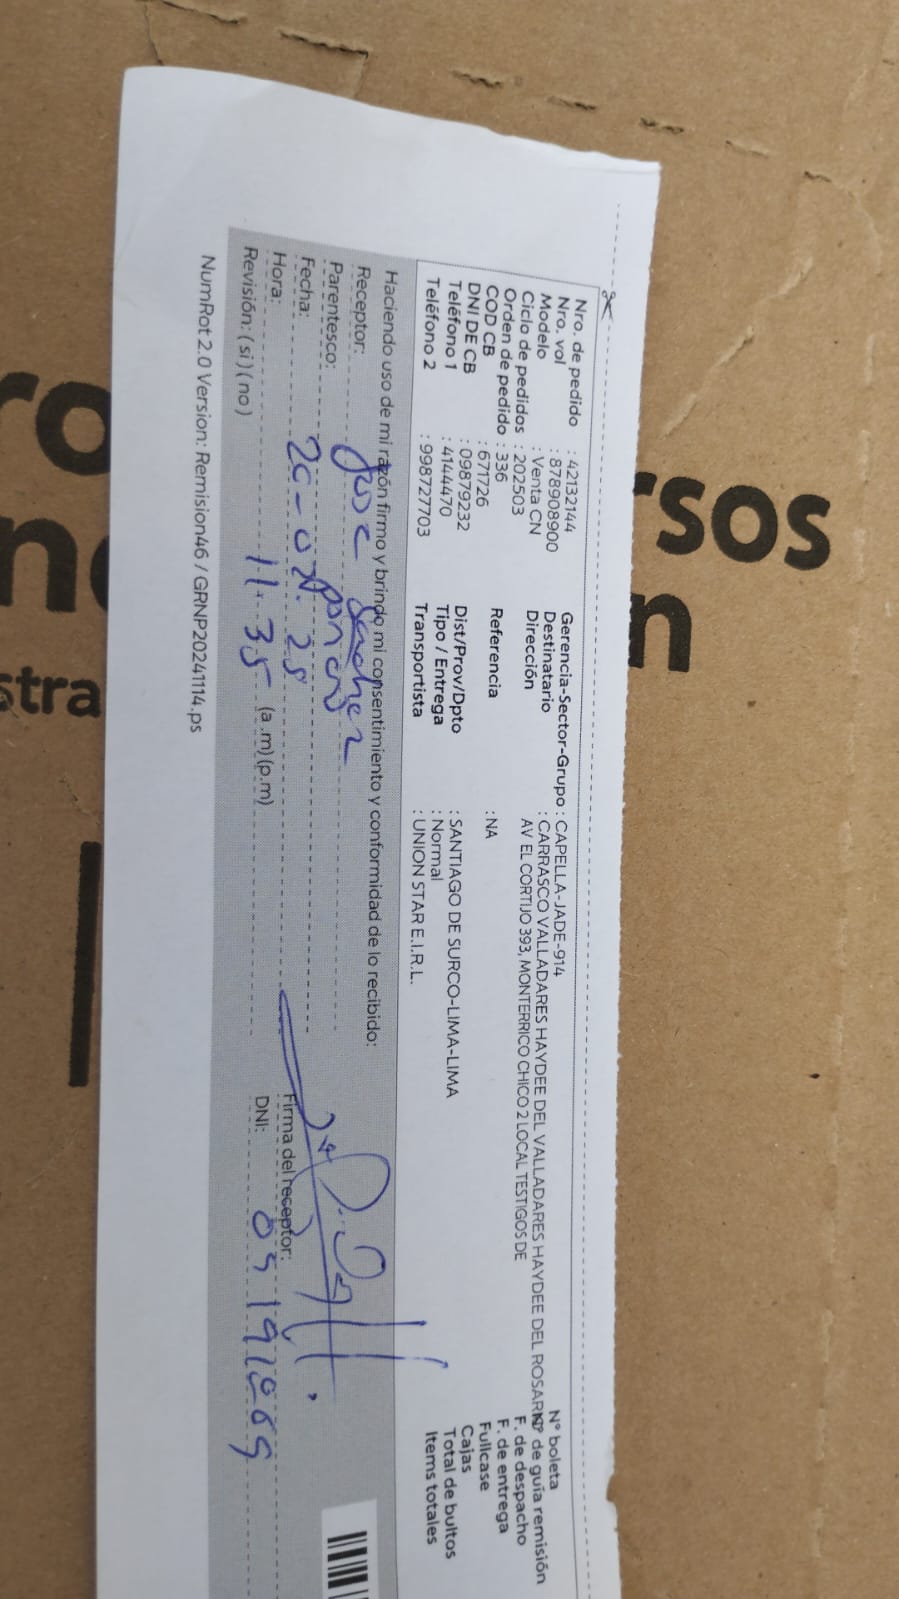 Nro. de pedido : 42132144
Nro. vol : 878908900
Modelo : Venta CN
Ciclo de pedidos : 202503
Orden de pedido : 336
COD CB : 671726
DNI DE CB : 09879232
Teléfono 1 : 4144470
Teléfono 2 : 998727703
Gerencia-Sector-Grupo : CAPELLA-JADE-914
Destinatario : CARRASCO VALLADARES HAYDEE DEL VALLADARES HAYDEE DEL ROSARIO
Dirección AV EL CORTIJO 393, MONTERRICO CHICO 2 LOCAL TESTIGOS DE
Referencia : NA
Dist/Prov/Dpto : SANTIAGO DE SURCO-LIMA-LIMA
Tipo / Entrega : Normal
Transportista : UNION STAR E.I.R.L.
N° boleta
N° de guía remisión
F. de despacho
F. de entrega
Fullcase
Cajas
Total de bultos
Items totales
Haciendo uso de mi razón firmo y brindo mi consentimiento y conformidad de lo recibido:
Receptor: Jose Sanchez
Parentesco:
Fecha:
Hora: 11:35 (a.m)(p.m)
Revisión: (si)(no)
Firma del receptor:
DNI:
NumRot 2.0 Version: Remision46 / GRNP20241114.ps
rsos
n
stra